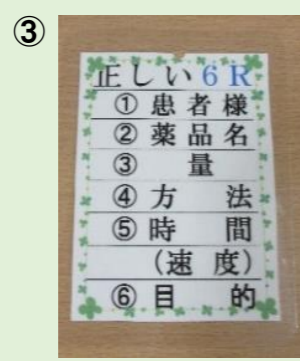 ③
正しい6R
①患者様
②薬品名
③　量
④方　法
⑤時　間
（速　度）
⑥目　的